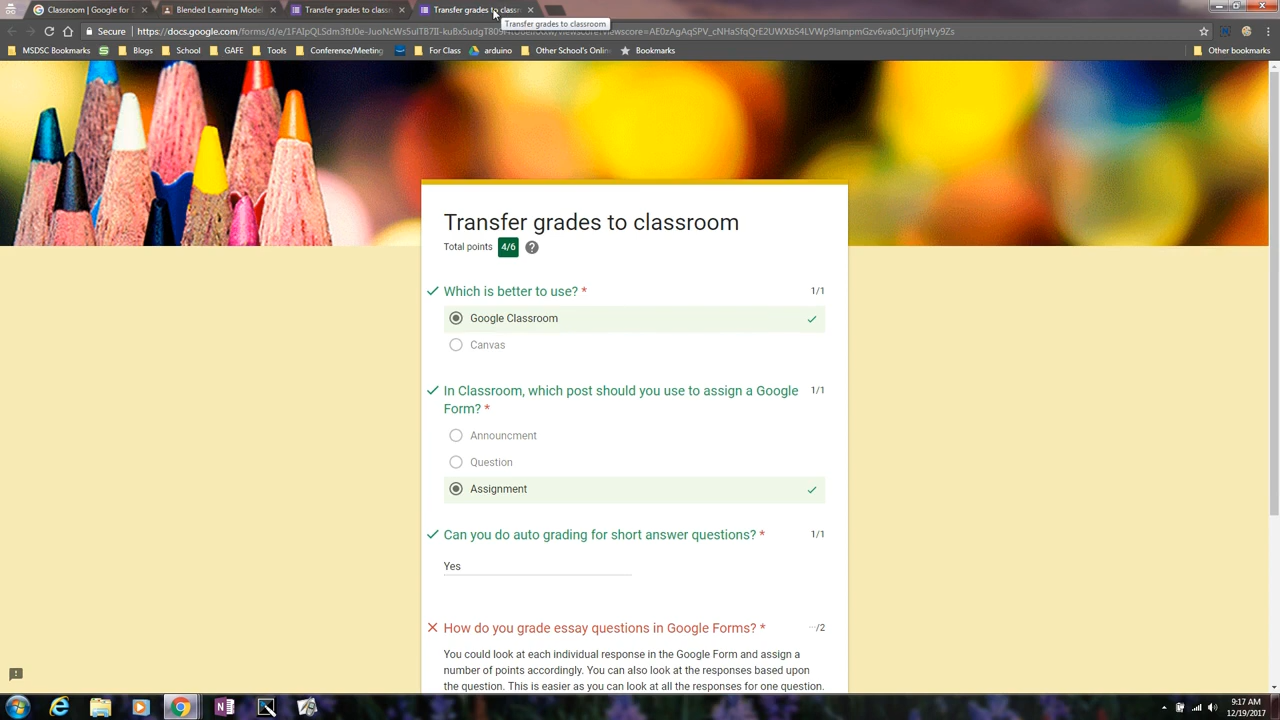 Classroom | Google for E
Blended Learning Model
Transfer grades to classr
Transfer grades to classr
Transfer grades to classroom
Secure
MSDSC Bookmarks
Blogs
School
GAFE
Tools
Conference/Meeting
For Class
arduino
Other School's Onlin
Other bookmarks
Transfer grades to classroom
Total points 4/6 ?
Which is better to use? * 1/1
Google Classroom
Canvas
In Classroom, which post should you use to assign a Google 1/1
Form? *
Announcment
Question
Assignment
Can you do auto grading for short answer questions? * 1/1
Yes
How do you grade essay questions in Google Forms? * ···/2
You could look at each individual response in the Google Form and assign a
number of points accordingly. You can also look at the responses based upon
the question. This is easier as you can look at all the responses for one question.
9:17 AM
12/19/2017